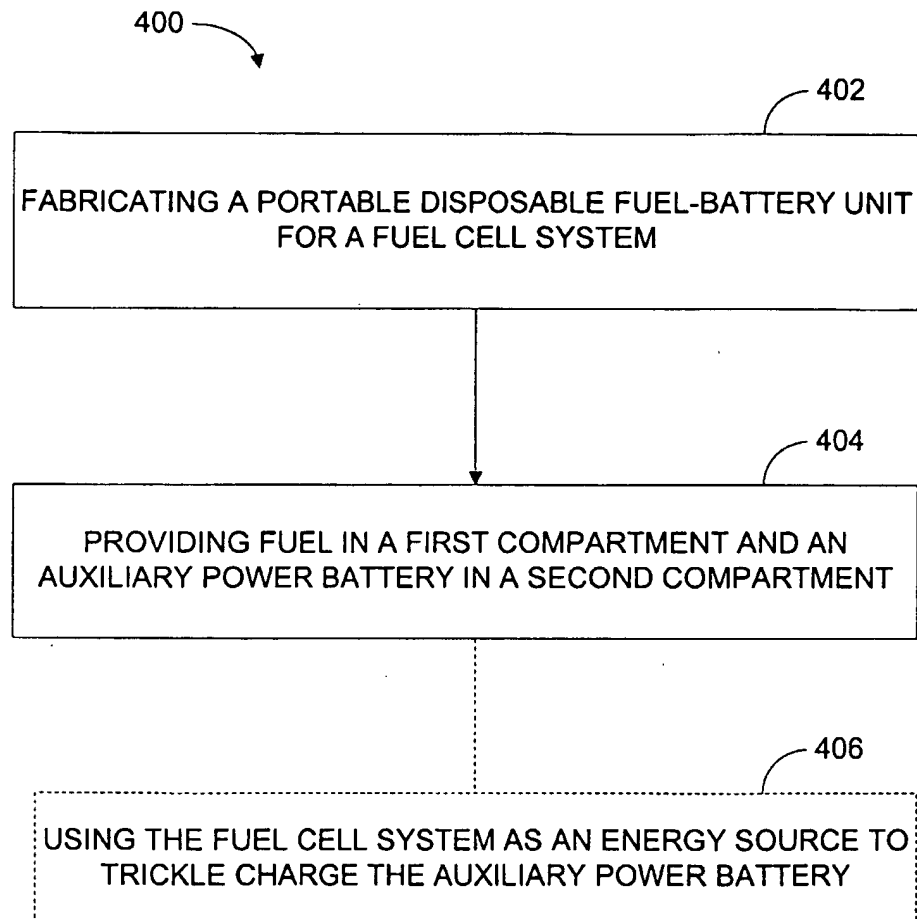 400
402
FABRICATING A PORTABLE DISPOSABLE FUEL-BATTERY UNIT
FOR A FUEL CELL SYSTEM
404
PROVIDING FUEL IN A FIRST COMPARTMENT AND AN
AUXILIARY POWER BATTERY IN A SECOND COMPARTMENT
406
USING THE FUEL CELL SYSTEM AS AN ENERGY SOURCE TO
TRICKLE CHARGE THE AUXILIARY POWER BATTERY